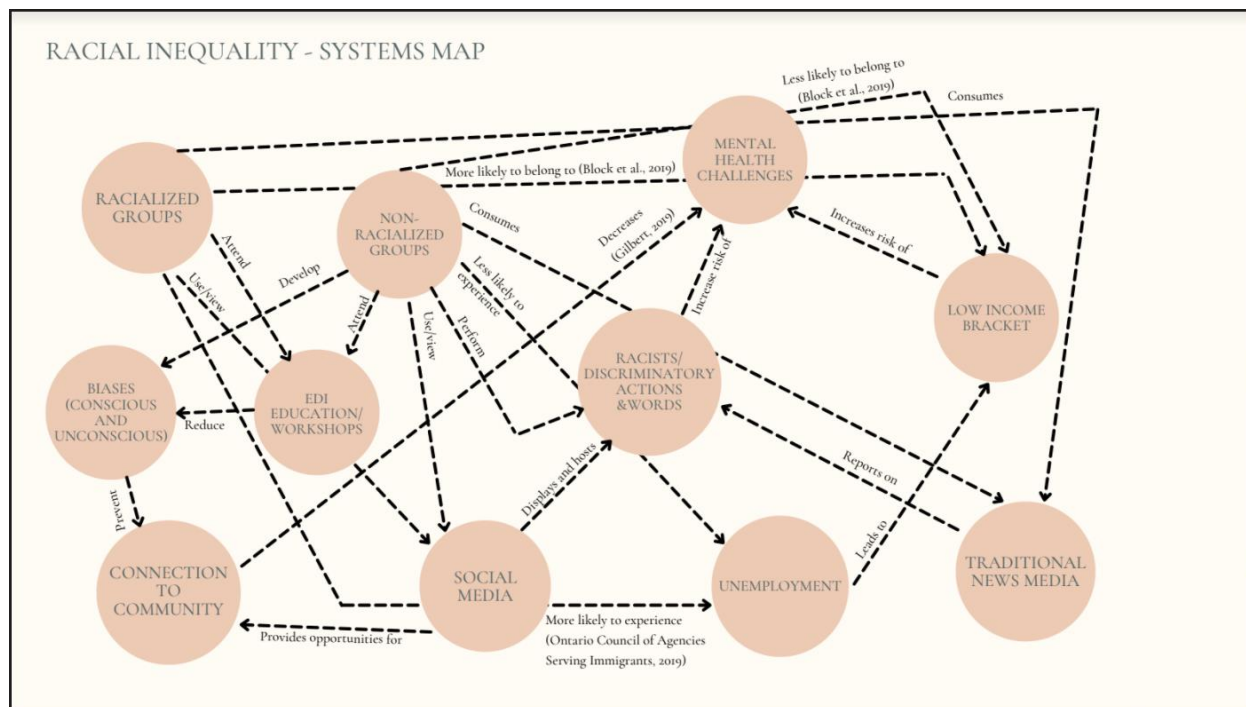 RACIAL INEQUALITY - SYSTEMS MAP
Less likely to belong to
(Block et al., 2019)
Consumes
MENTAL
HEALTH
CHALLENGES
More likely to belong to (Block et al., 2019)
RACIALIZED
GROUPS
NON-
RACIALIZED
GROUPS
Consumes
Decreases
(Gilbert, 2019)
Increases risk of
Attend
Use/view
Develop
Attend
Use/view
Less likely to
experience
Perform
Increase risk of
LOW INCOME
BRACKET
BIASES
(CONSCIOUS
AND
UNCONSCIOUS)
Reduce
EDI
EDUCATION/
WORKSHOPS
RACISTS/
DISCRIMINATORY
ACTIONS
&WORDS
Prevent
Displays and hosts
Reports on
Leads to
CONNECTION
TO
COMMUNITY
SOCIAL
MEDIA
UNEMPLOYMENT
TRADITIONAL
NEWS MEDIA
Provides opportunities for
More likely to experience
(Ontario Council of Agencies
Serving Immigrants, 2019)